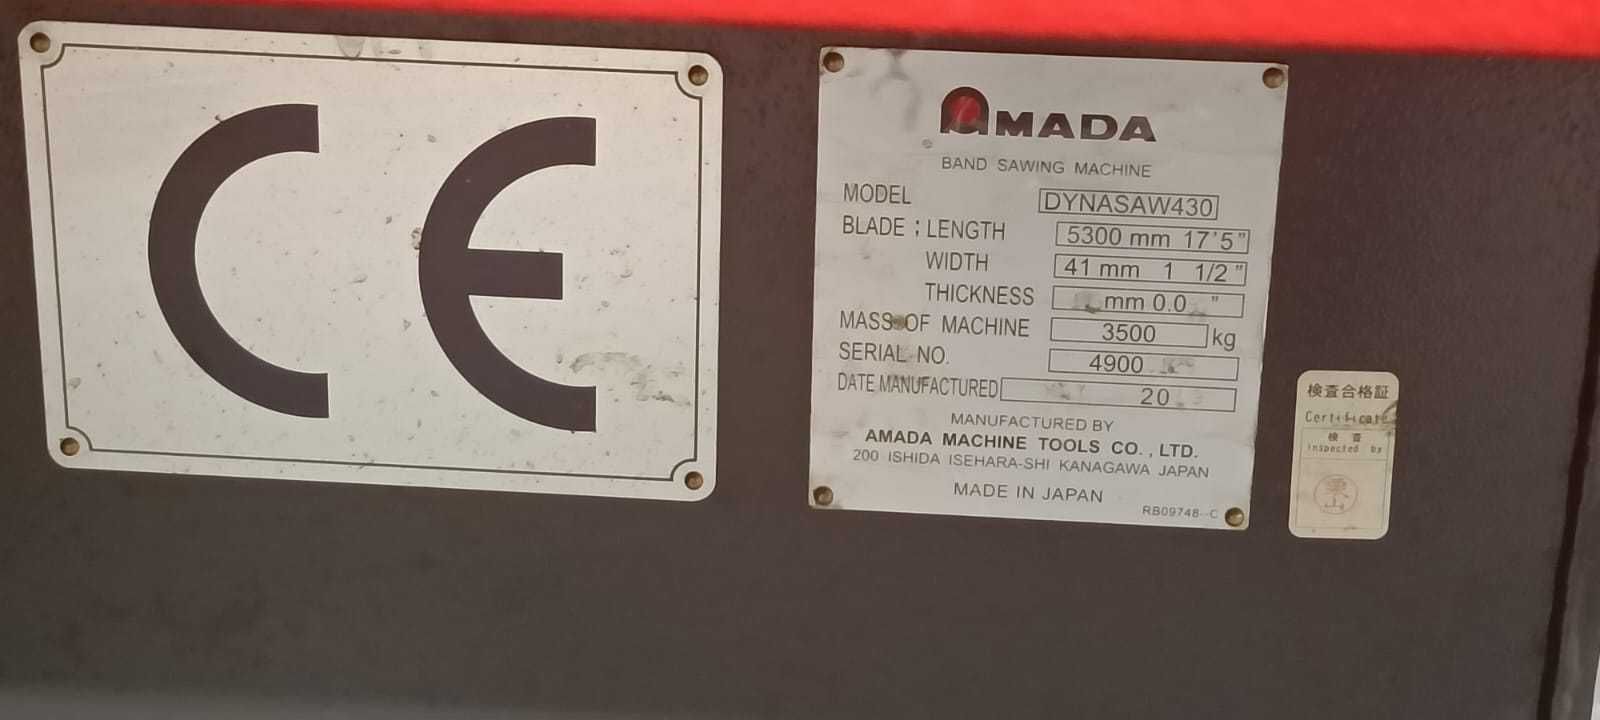 CE
AMADA
BAND SAWING MACHINE
MODEL DYNASAW430
BLADE : LENGTH 5300 mm 17'5"
WIDTH 41 mm 1 1/2"
THICKNESS mm 0.0 "
MASS OF MACHINE 3500 kg
SERIAL NO. 4900
DATE MANUFACTURED 20
MANUFACTURED BY
AMADA MACHINE TOOLS CO., LTD.
200 ISHIDA ISEHARA-SHI KANAGAWA JAPAN
MADE IN JAPAN
RB09748-C
検査合格証
Certificate
検 査
inspected by
栗山